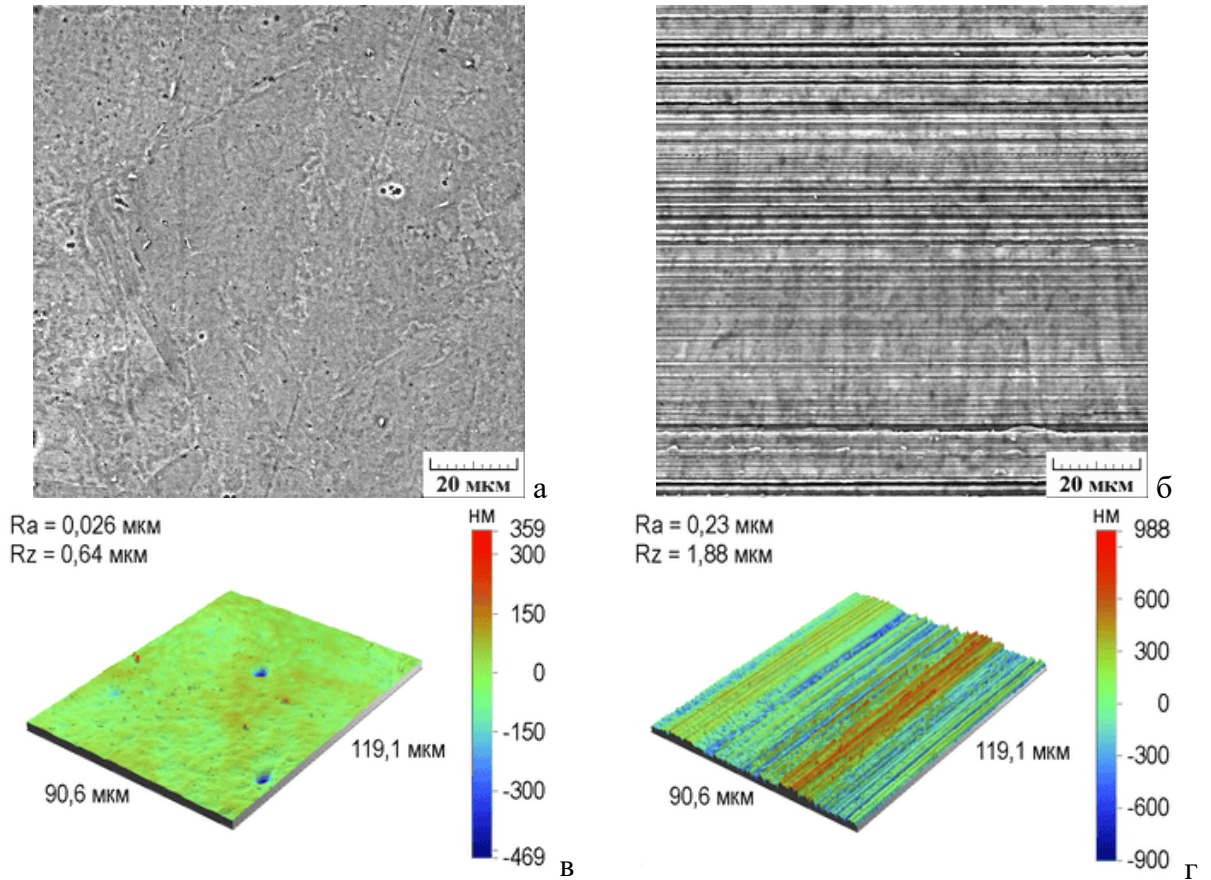 20 мкм
а
20 мкм
б
Ra = 0,026 мкм
Rz = 0,64 мкм
нм
359
300
150
0
-150
-300
-469
119,1 мкм
90,6 мкм
в
Ra = 0,23 мкм
Rz = 1,88 мкм
нм
988
600
300
0
-300
-600
-900
119,1 мкм
90,6 мкм
г